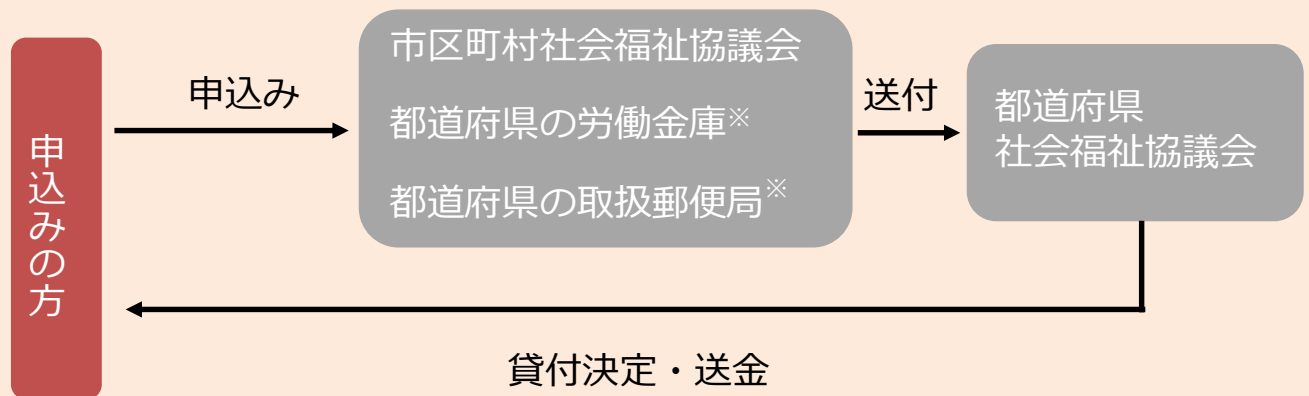 申込みの方
申込み
市区町村社会福祉協議会
都道府県の労働金庫※
都道府県の取扱郵便局※
送付
都道府県
社会福祉協議会
貸付決定・送金